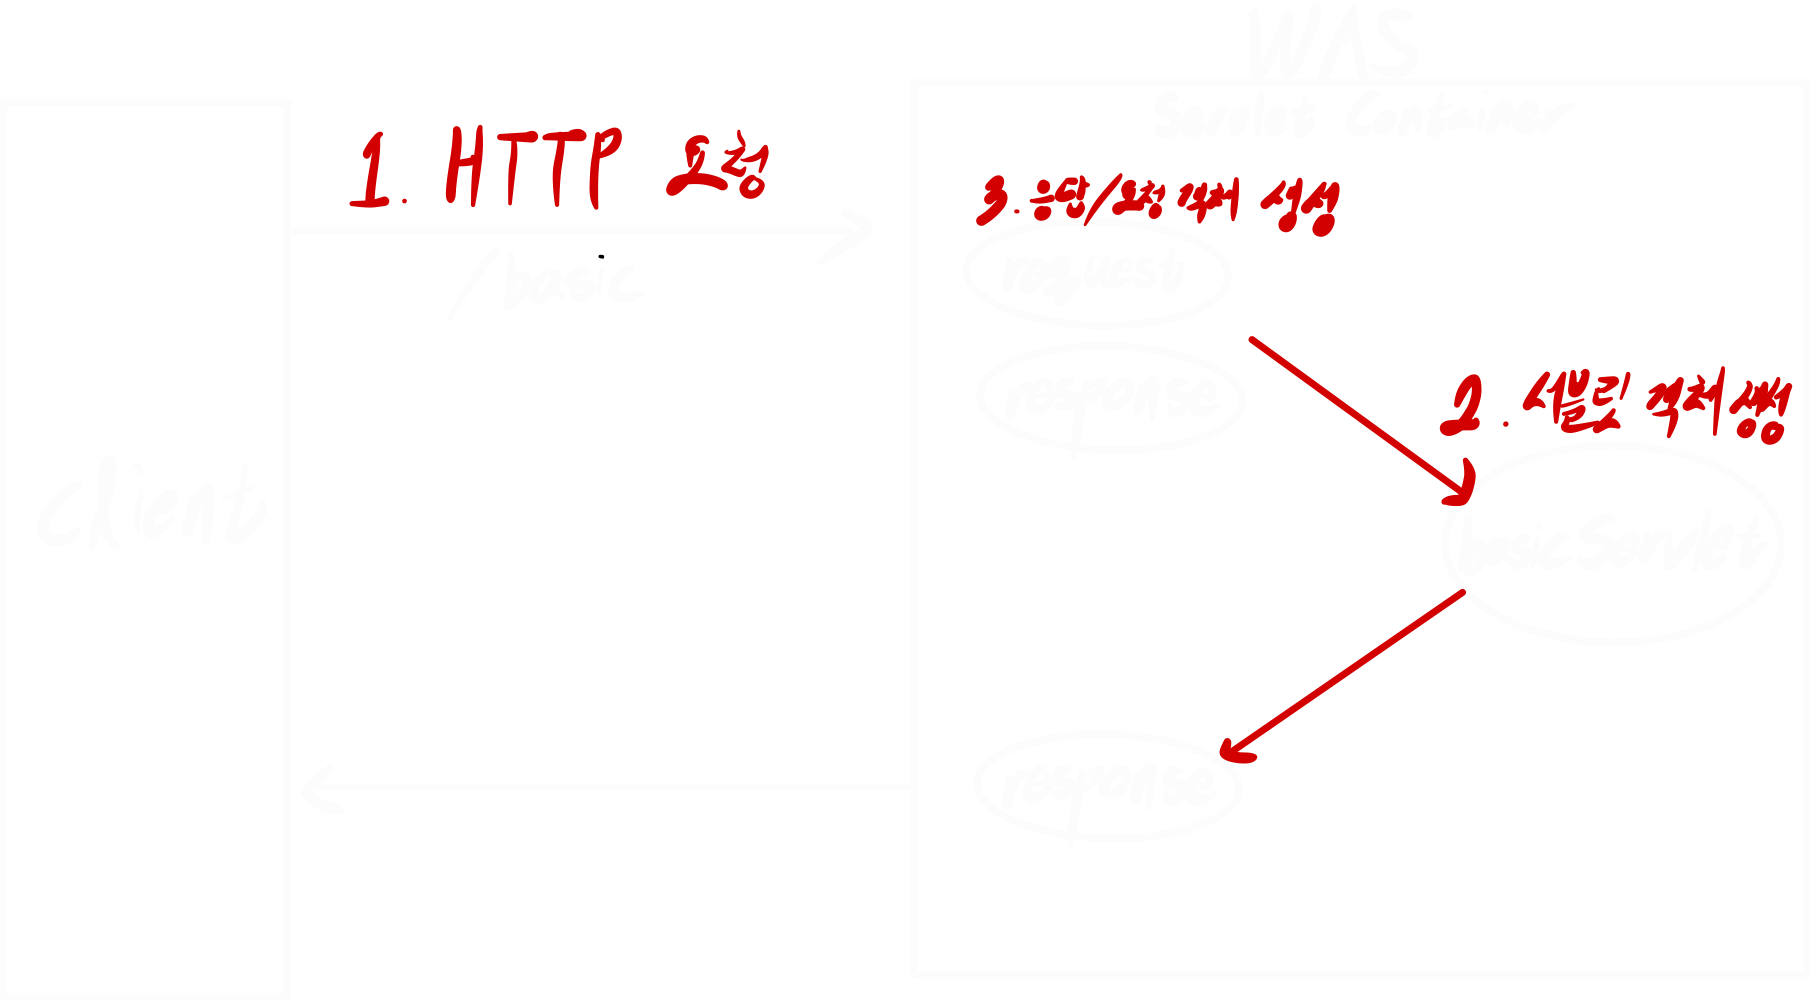 WAS
Servlet Container
1. HTTP 요청
3. 응답/요청 객체 생성
/basic
request
response
2. 서블릿 객체 생성
client
basicServlet
response